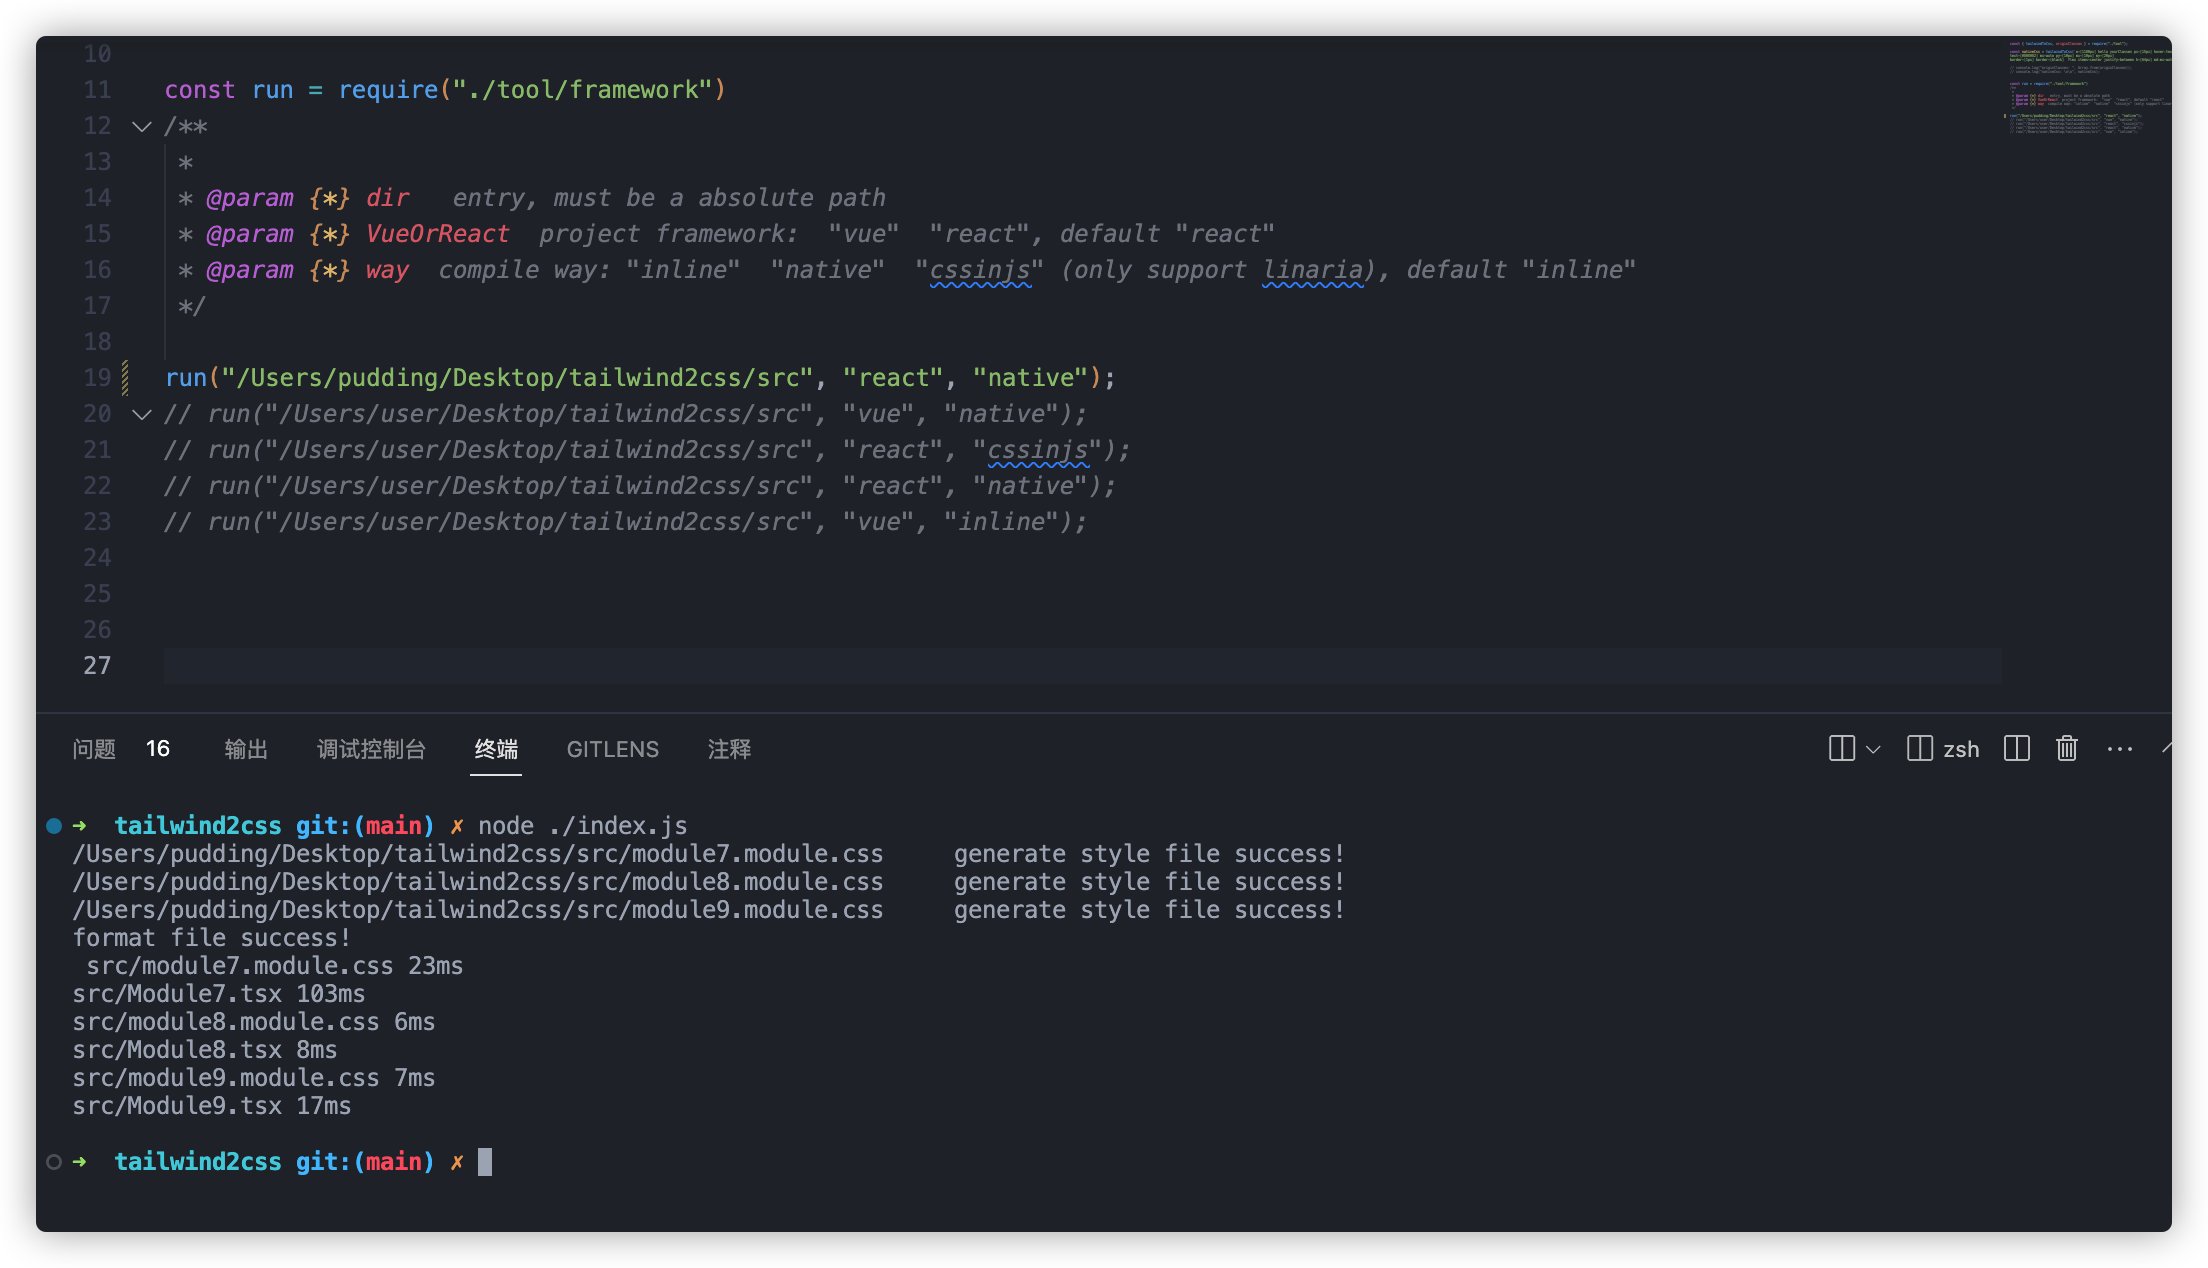 10
11 const run = require("./tool/framework")
12 /**
13 *
14 * @param {*} dir   entry, must be a absolute path
15 * @param {*} VueOrReact  project framework:  "vue"  "react", default "react"
16 * @param {*} way  compile way: "inline"  "native"  "cssinjs" (only support linaria), default "inline"
17 */
18
19 run("/Users/pudding/Desktop/tailwind2css/src", "react", "native");
20 // run("/Users/user/Desktop/tailwind2css/src", "vue", "native");
21 // run("/Users/user/Desktop/tailwind2css/src", "react", "cssinjs");
22 // run("/Users/user/Desktop/tailwind2css/src", "react", "native");
23 // run("/Users/user/Desktop/tailwind2css/src", "vue", "inline");
24
25
26
27
问题 16 输出 调试控制台 终端 GITLENS 注释 zsh
➜  tailwind2css git:(main) ✗ node ./index.js
/Users/pudding/Desktop/tailwind2css/src/module7.module.css     generate style file success!
/Users/pudding/Desktop/tailwind2css/src/module8.module.css     generate style file success!
/Users/pudding/Desktop/tailwind2css/src/module9.module.css     generate style file success!
format file success!
src/module7.module.css 23ms
src/Module7.tsx 103ms
src/module8.module.css 6ms
src/Module8.tsx 8ms
src/module9.module.css 7ms
src/Module9.tsx 17ms
➜  tailwind2css git:(main) ✗